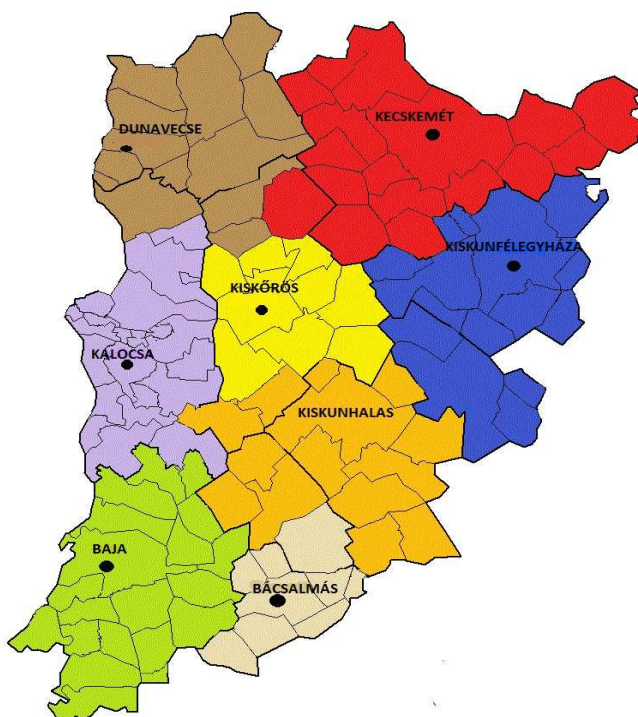 KECSKEMÉT
DUNAVECSE
KISKUNFÉLEGYHÁZA
KISKŐRÖS
KALOCSA
KISKUNHALAS
BAJA
BÁCSALMÁS